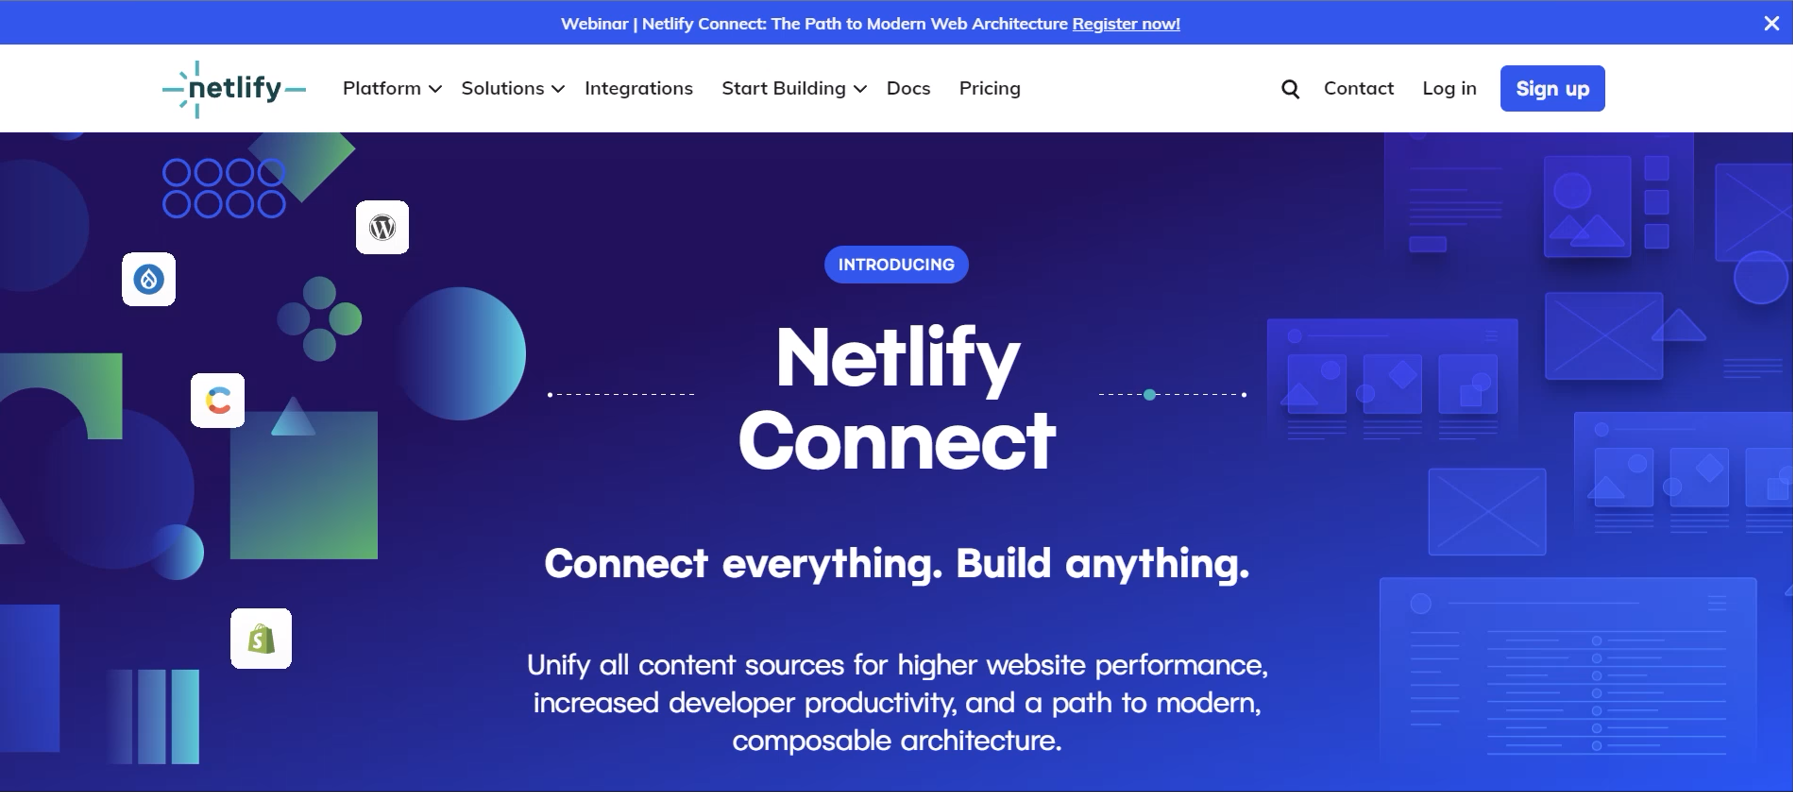 Webinar | Netlify Connect: The Path to Modern Web Architecture Register now!
netlify
Platform
Solutions
Integrations
Start Building
Docs
Pricing
Contact
Log in
Sign up
INTRODUCING
Netlify
Connect
Connect everything. Build anything.
Unify all content sources for higher website performance,
increased developer productivity, and a path to modern,
composable architecture.